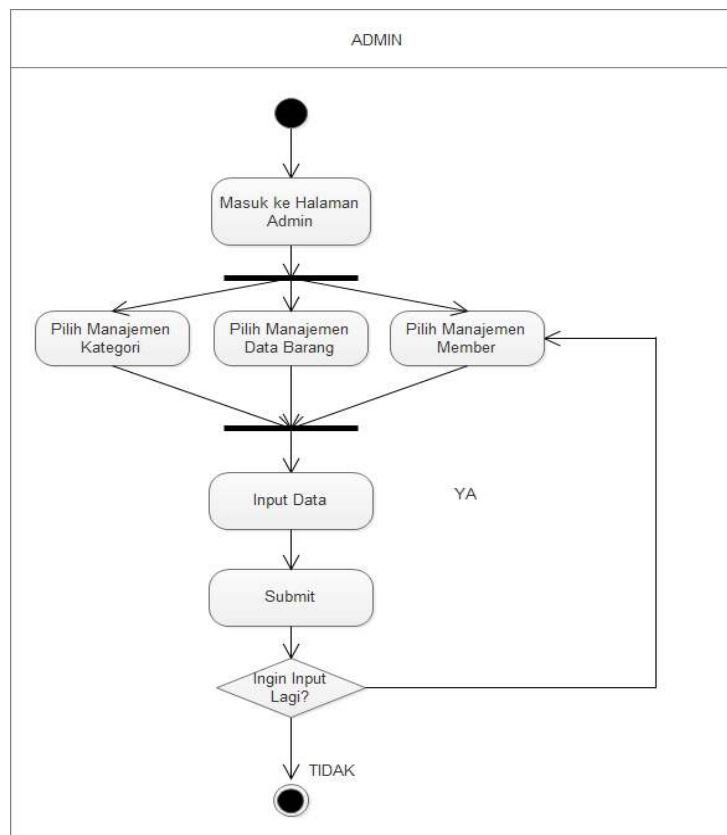 ADMIN
Masuk ke Halaman
Admin
Pilih Manajemen
Kategori
Pilih Manajemen
Data Barang
Pilih Manajemen
Member
Input Data
YA
Submit
Ingin Input
Lagi?
TIDAK